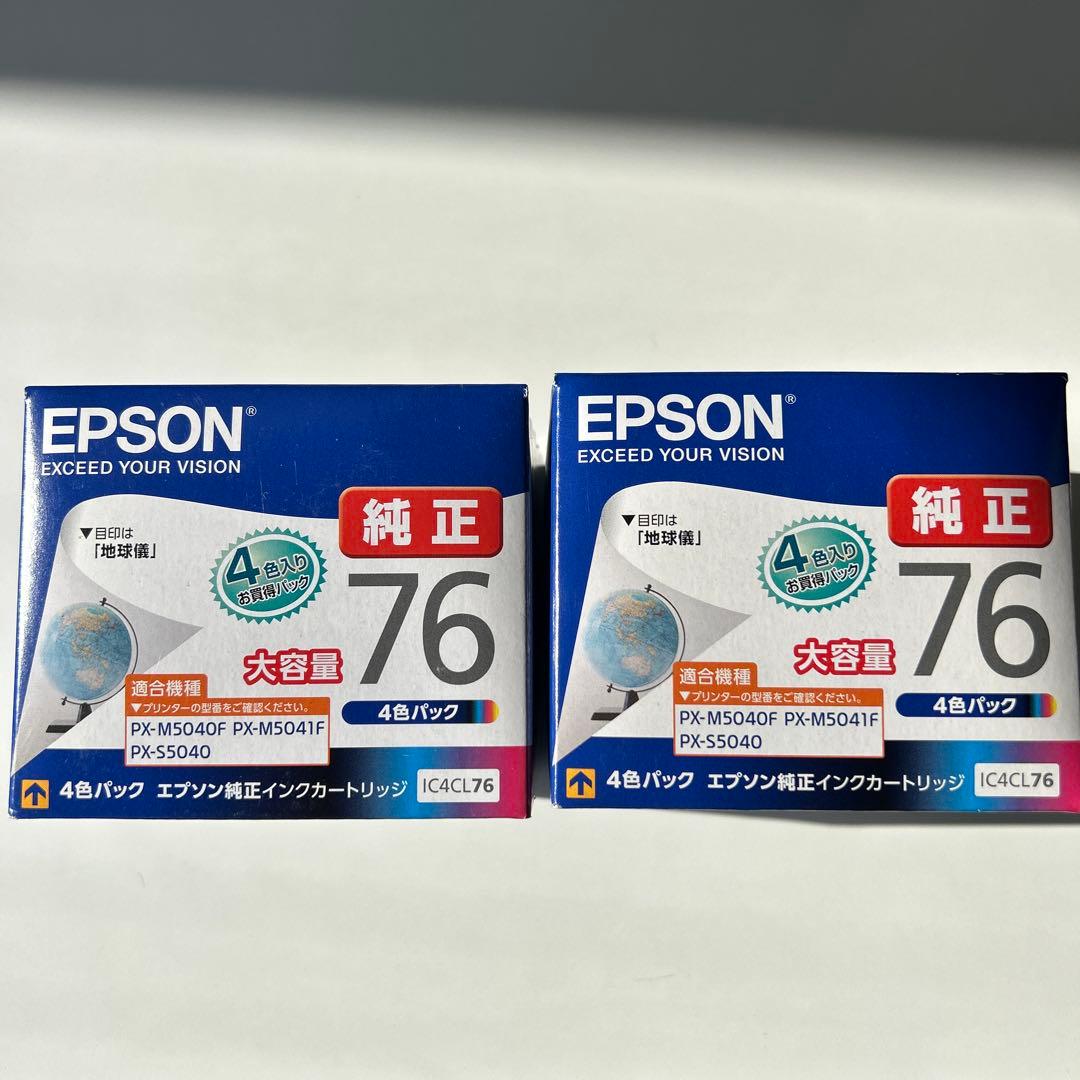 EPSON®
EXCEED YOUR VISION
純正
▼目印は
「地球儀」
4色入り
お買得パック
76
大容量
適合機種
▼プリンターの型番をご確認ください。
PX-M5040F PX-M5041F
PX-S5040
4色パック
4色パック エプソン純正インクカートリッジ IC4CL76
EPSON®
EXCEED YOUR VISION
純正
▼目印は
「地球儀」
4色入り
お買得パック
76
大容量
適合機種
▼プリンターの型番をご確認ください。
PX-M5040F PX-M5041F
PX-S5040
4色パック
4色パック エプソン純正インクカートリッジ IC4CL76